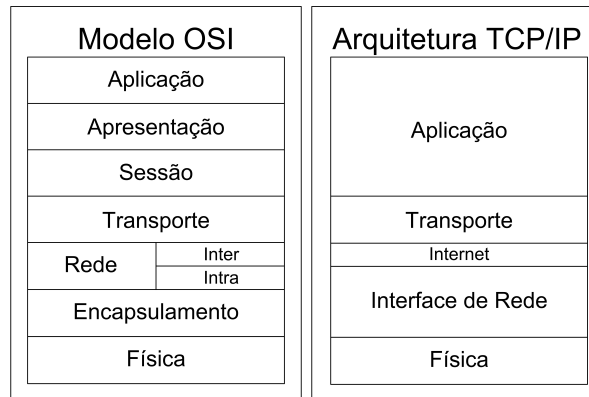 Modelo OSI
Aplicação
Apresentação
Sessão
Transporte
Rede
Inter
Intra
Encapsulamento
Física
Arquitetura TCP/IP
Aplicação
Transporte
Internet
Interface de Rede
Física